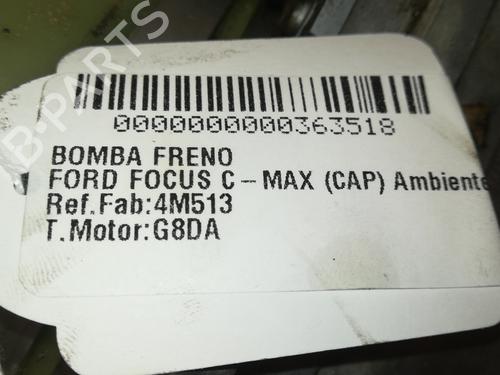 0000000000363518
BOMBA FRENO
FORD FOCUS C-MAX (CAP) Ambiente
Ref.Fab:4M513
T.Motor:G8DA
B-PARTS